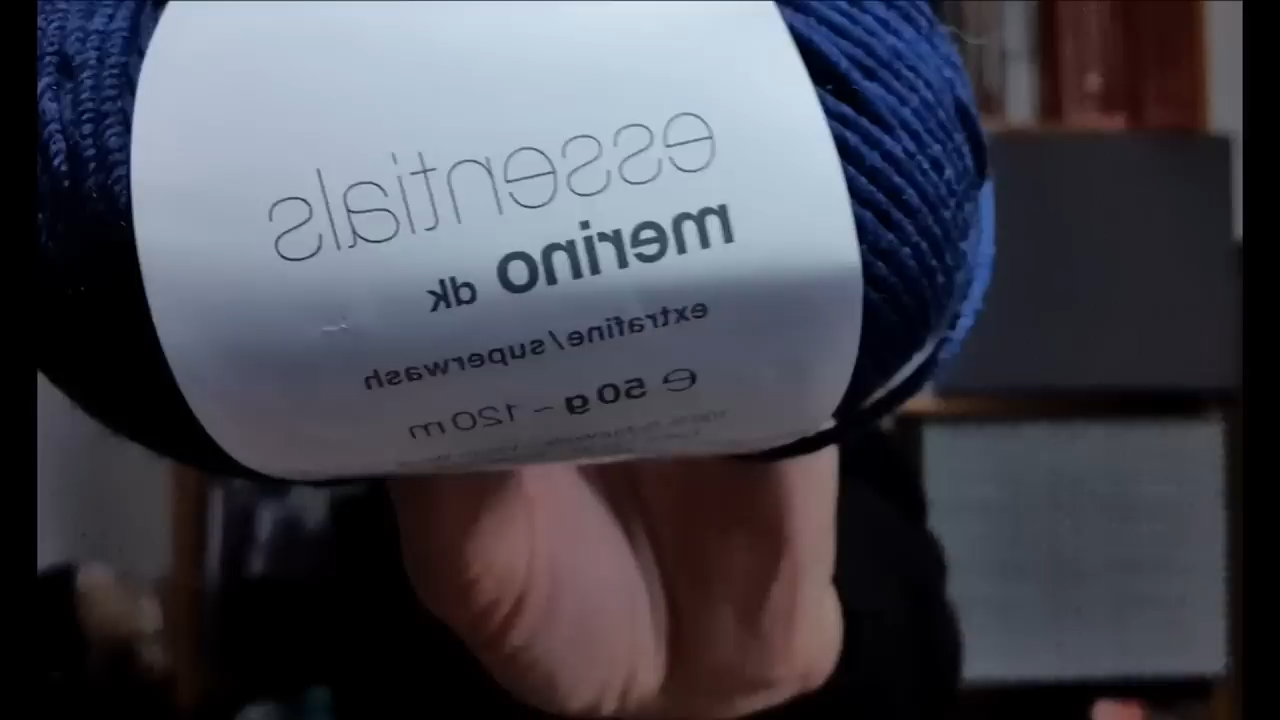 essentials
merino dk
extrafine/superwash
e 50g ~ 120m